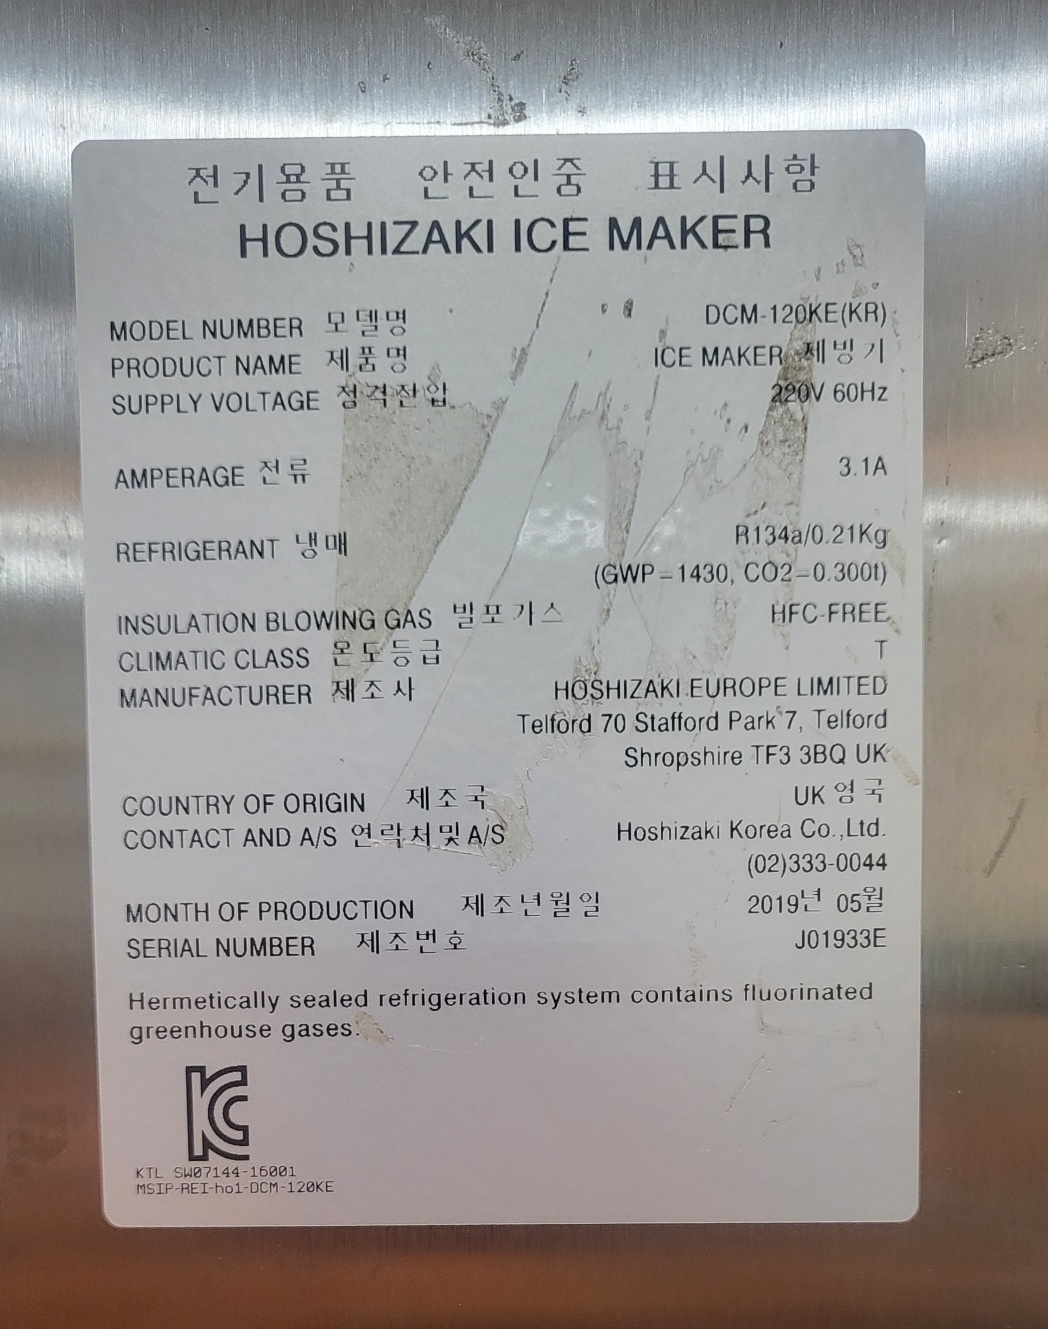 전기용품 안전인증 표시사항
HOSHIZAKI ICE MAKER
MODEL NUMBER 모델명 DCM-120KE(KR)
PRODUCT NAME 제품명 ICE MAKER 제빙기
SUPPLY VOLTAGE 정격전압 220V 60Hz
AMPERAGE 전류 3.1A
REFRIGERANT 냉매 R134a/0.21Kg
(GWP=1430, CO2=0.300t)
INSULATION BLOWING GAS 발포가스 HFC-FREE
CLIMATIC CLASS 온도등급 T
MANUFACTURER 제조사 HOSHIZAKI EUROPE LIMITED
Telford 70 Stafford Park 7, Telford
Shropshire TF3 3BQ UK
COUNTRY OF ORIGIN 제조국 UK 영국
CONTACT AND A/S 연락처및 A/S Hoshizaki Korea Co.,Ltd.
(02)333-0044
MONTH OF PRODUCTION 제조년월일 2019년 05월
SERIAL NUMBER 제조번호 J01933E
Hermetically sealed refrigeration system contains fluorinated
greenhouse gases.
KC
KTL SW07144-16001
MSIP-REI-ho1-DCM-120KE